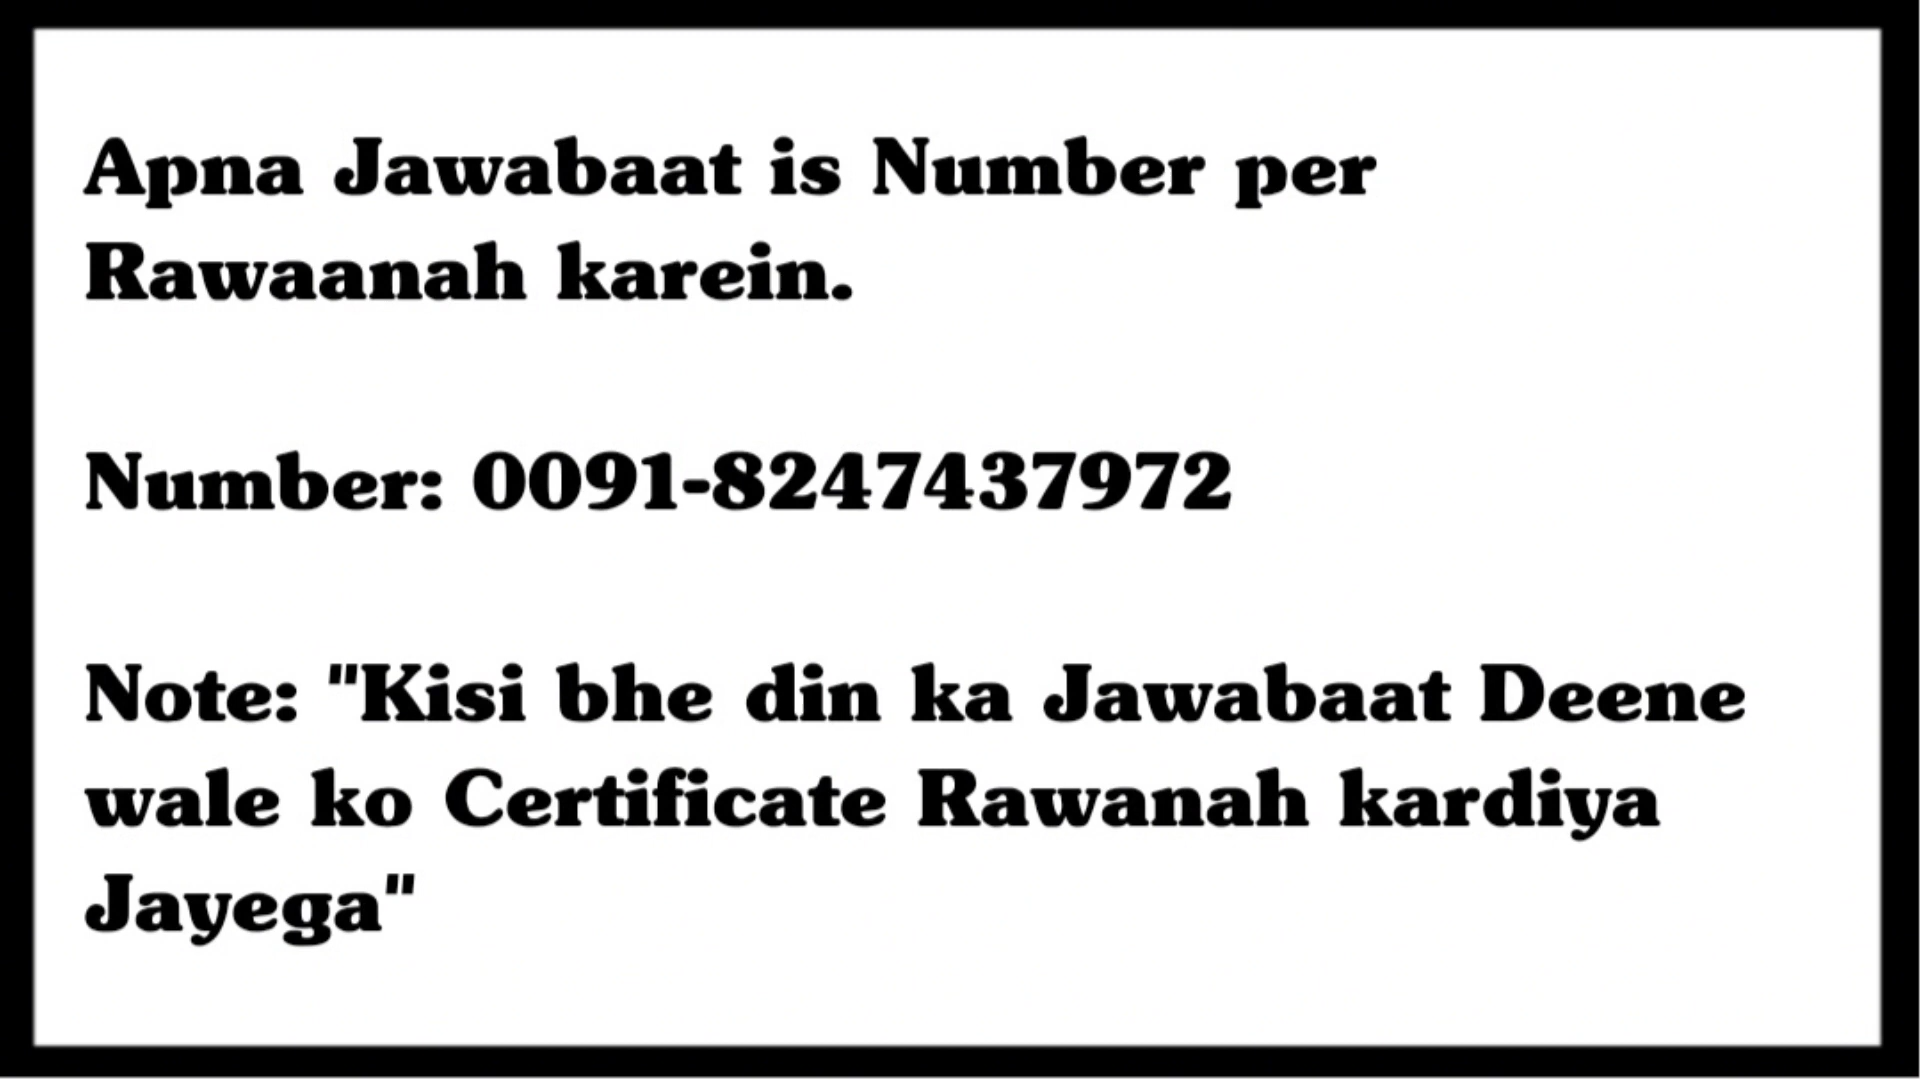 Apna Jawabaat is Number per
Rawaanah karein.
Number: 0091-8247437972
Note: "Kisi bhe din ka Jawabaat Deene
wale ko Certificate Rawanah kardiya
Jayega"